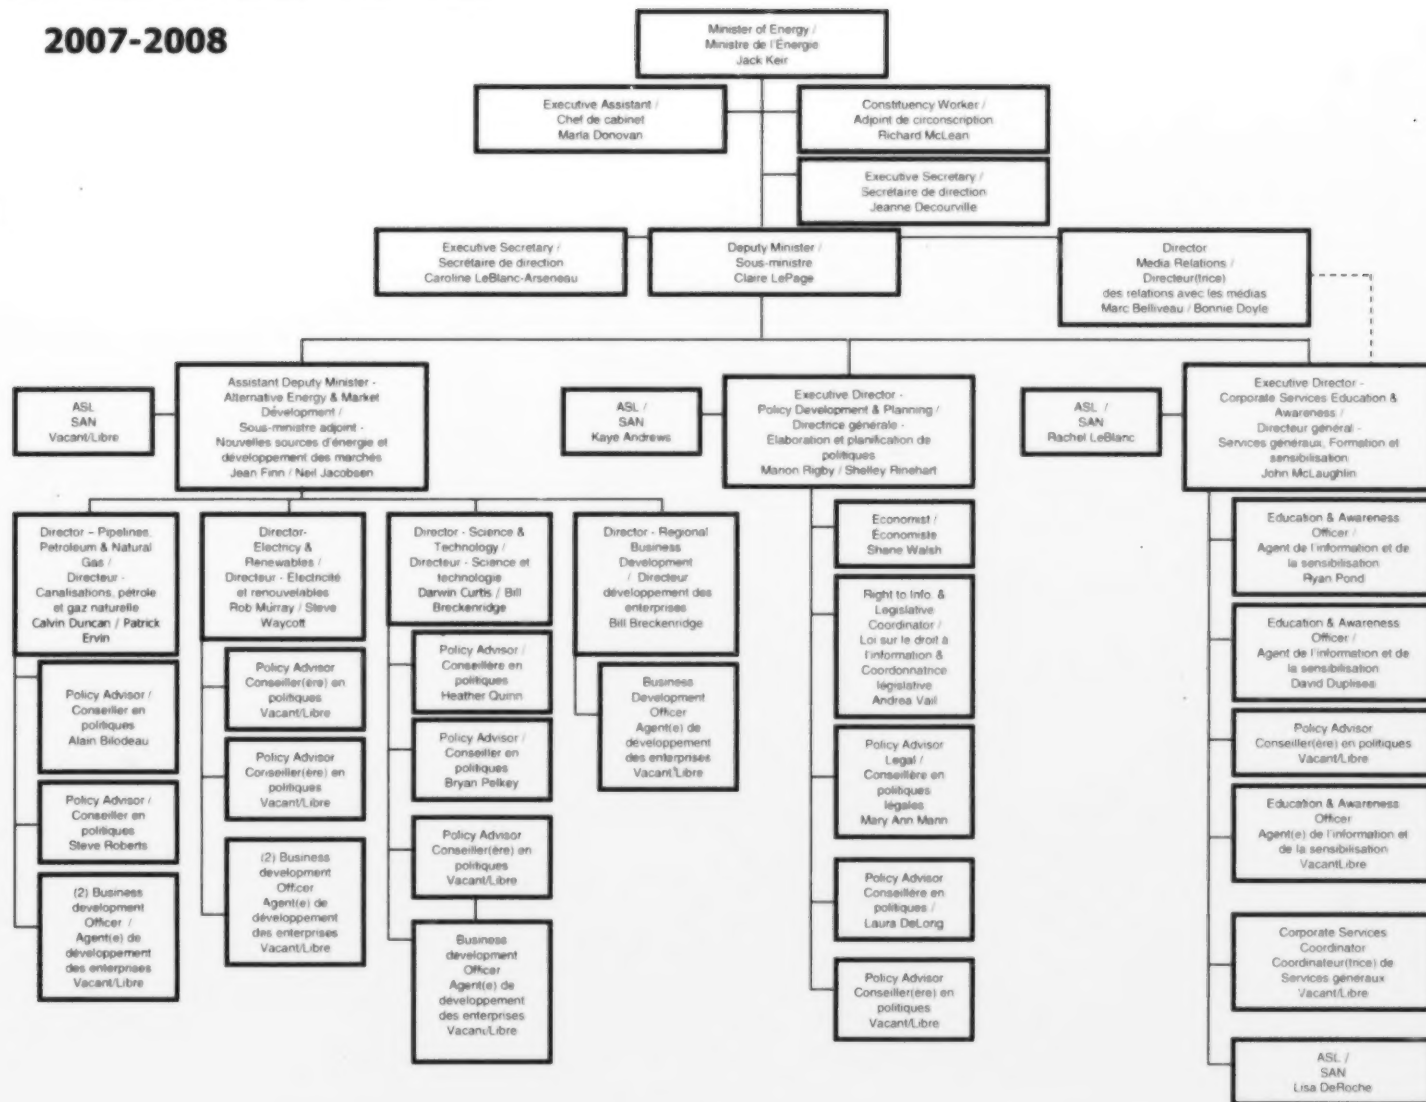 2007-2008
Minister of Energy /
Ministre de l'Énergie
Jack Keir
Executive Assistant /
Chef de cabinet
Marla Donovan
Constituency Worker /
Adjoint de circonscription
Richard McLean
Executive Secretary /
Secrétaire de direction
Jeanne Decourville
Executive Secretary /
Secrétaire de direction
Caroline LeBlanc-Arseneau
Deputy Minister /
Sous-ministre
Claire LePage
Director
Media Relations /
Directeur(trice)
des relations avec les médias
Marc Belliveau / Bonnie Doyle
ASL
SAN
Vacant/Libre
Assistant Deputy Minister -
Alternative Energy & Market
Development /
Sous-ministre adjoint -
Nouvelles sources d'énergie et
développement des marchés
Jean Finn / Neil Jacobsen
ASL /
SAN
Kaye Andrews
Executive Director -
Policy Development & Planning /
Directrice générale -
Élaboration et planification de
politiques
Marion Rigby / Shelley Rinehart
ASL /
SAN
Rachel LeBlanc
Executive Director -
Corporate Services Education &
Awareness /
Directeur général -
Services généraux, Formation et
sensibilisation
John McLaughlin
Director – Pipelines,
Petroleum & Natural
Gas /
Directeur -
Canalisations, pétrole
et gaz naturelle
Calvin Duncan / Patrick
Ervin
Policy Advisor /
Conseiller en
politiques
Alain Bilodeau
Policy Advisor /
Conseiller en
politiques
Steve Roberts
(2) Business
development
Officer /
Agent(e) de
développement
des enterprises
Vacant/Libre
Director-
Electricy &
Renewables /
Directeur - Electricité
et renouvelables
Rob Murray / Steve
Waycott
Policy Advisor
Conseiller(ère) en
politiques
Vacant/Libre
Policy Advisor
Conseiller(ère) en
politiques
Vacant/Libre
(2) Business
development
Officer
Agent(e) de
développement
des enterprises
Vacant/Libre
Director - Science &
Technology /
Directeur - Science et
technologie
Darwin Curtis / Bill
Breckenridge
Policy Advisor /
Conseillère en
politiques
Heather Quinn
Policy Advisor /
Conseiller en
politiques
Bryan Pelkey
Policy Advisor
Conseiller(ère) en
politiques
Vacant/Libre
Business
development
Officer
Agent(e) de
développement
des enterprises
Vacant/Libre
Director - Regional
Business
Development
/ Directeur
développement des
enterprises
Bill Breckenridge
Business
Development
Officer
Agent(e) de
développement
des enterprises
Vacant/Libre
Economist /
Économiste
Shane Walsh
Right to Info. &
Legislative
Coordinator /
Loi sur le droit à
l'information &
Coordonnatrice
législative
Andrea Vail
Policy Advisor
Legal /
Conseillère en
politiques
légales
Mary Ann Mann
Policy Advisor
Conseillère en
politiques /
Laura DeLong
Policy Advisor
Conseiller(ère) en
politiques
Vacant/Libre
Education & Awareness
Officer /
Agent de l'information et de
la sensibilisation
Ryan Pond
Education & Awareness
Officer /
Agent de l'information et de
la sensibilisation
David Duplisea
Policy Advisor
Conseiller(ère) en politiques
Vacant/Libre
Education & Awareness
Officer
Agent(e) de l'information et
de la sensibilisation
Vacant/Libre
Corporate Services
Coordinator
Coordinateur(trice) de
Services généraux
Vacant/Libre
ASL /
SAN
Lisa DeRoche